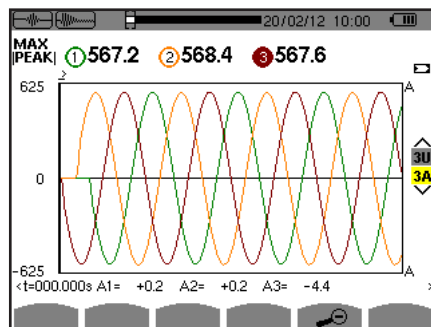 20/02/12 10:00
MAX
|PEAK| 1 567.2 2 568.4 3 567.6
625 A
3U
0
3A
-625 A
<t=000.000s A1= +0.2 A2= +0.2 A3= -4.4 >